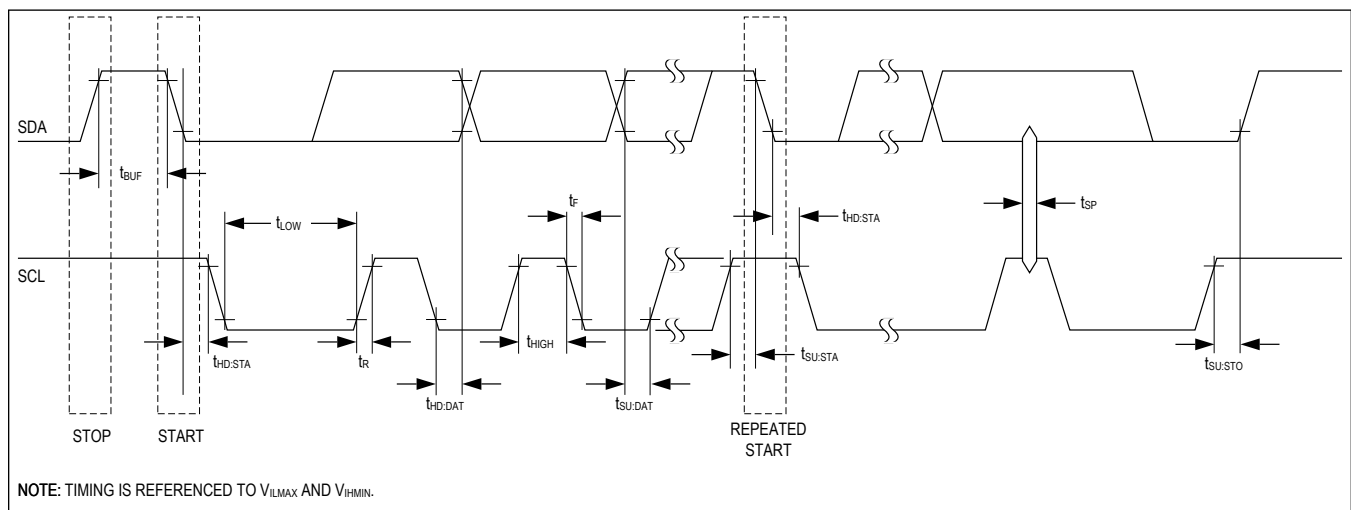 SDA
tBUF
tF
tLOW
tHD:STA
tSP
SCL
tHD:STA
tR
tHIGH
tSU:STA
tSU:STO
tHD:DAT
tSU:DAT
STOP
START
REPEATED
START
NOTE: TIMING IS REFERENCED TO VILMAX AND VIHMIN.